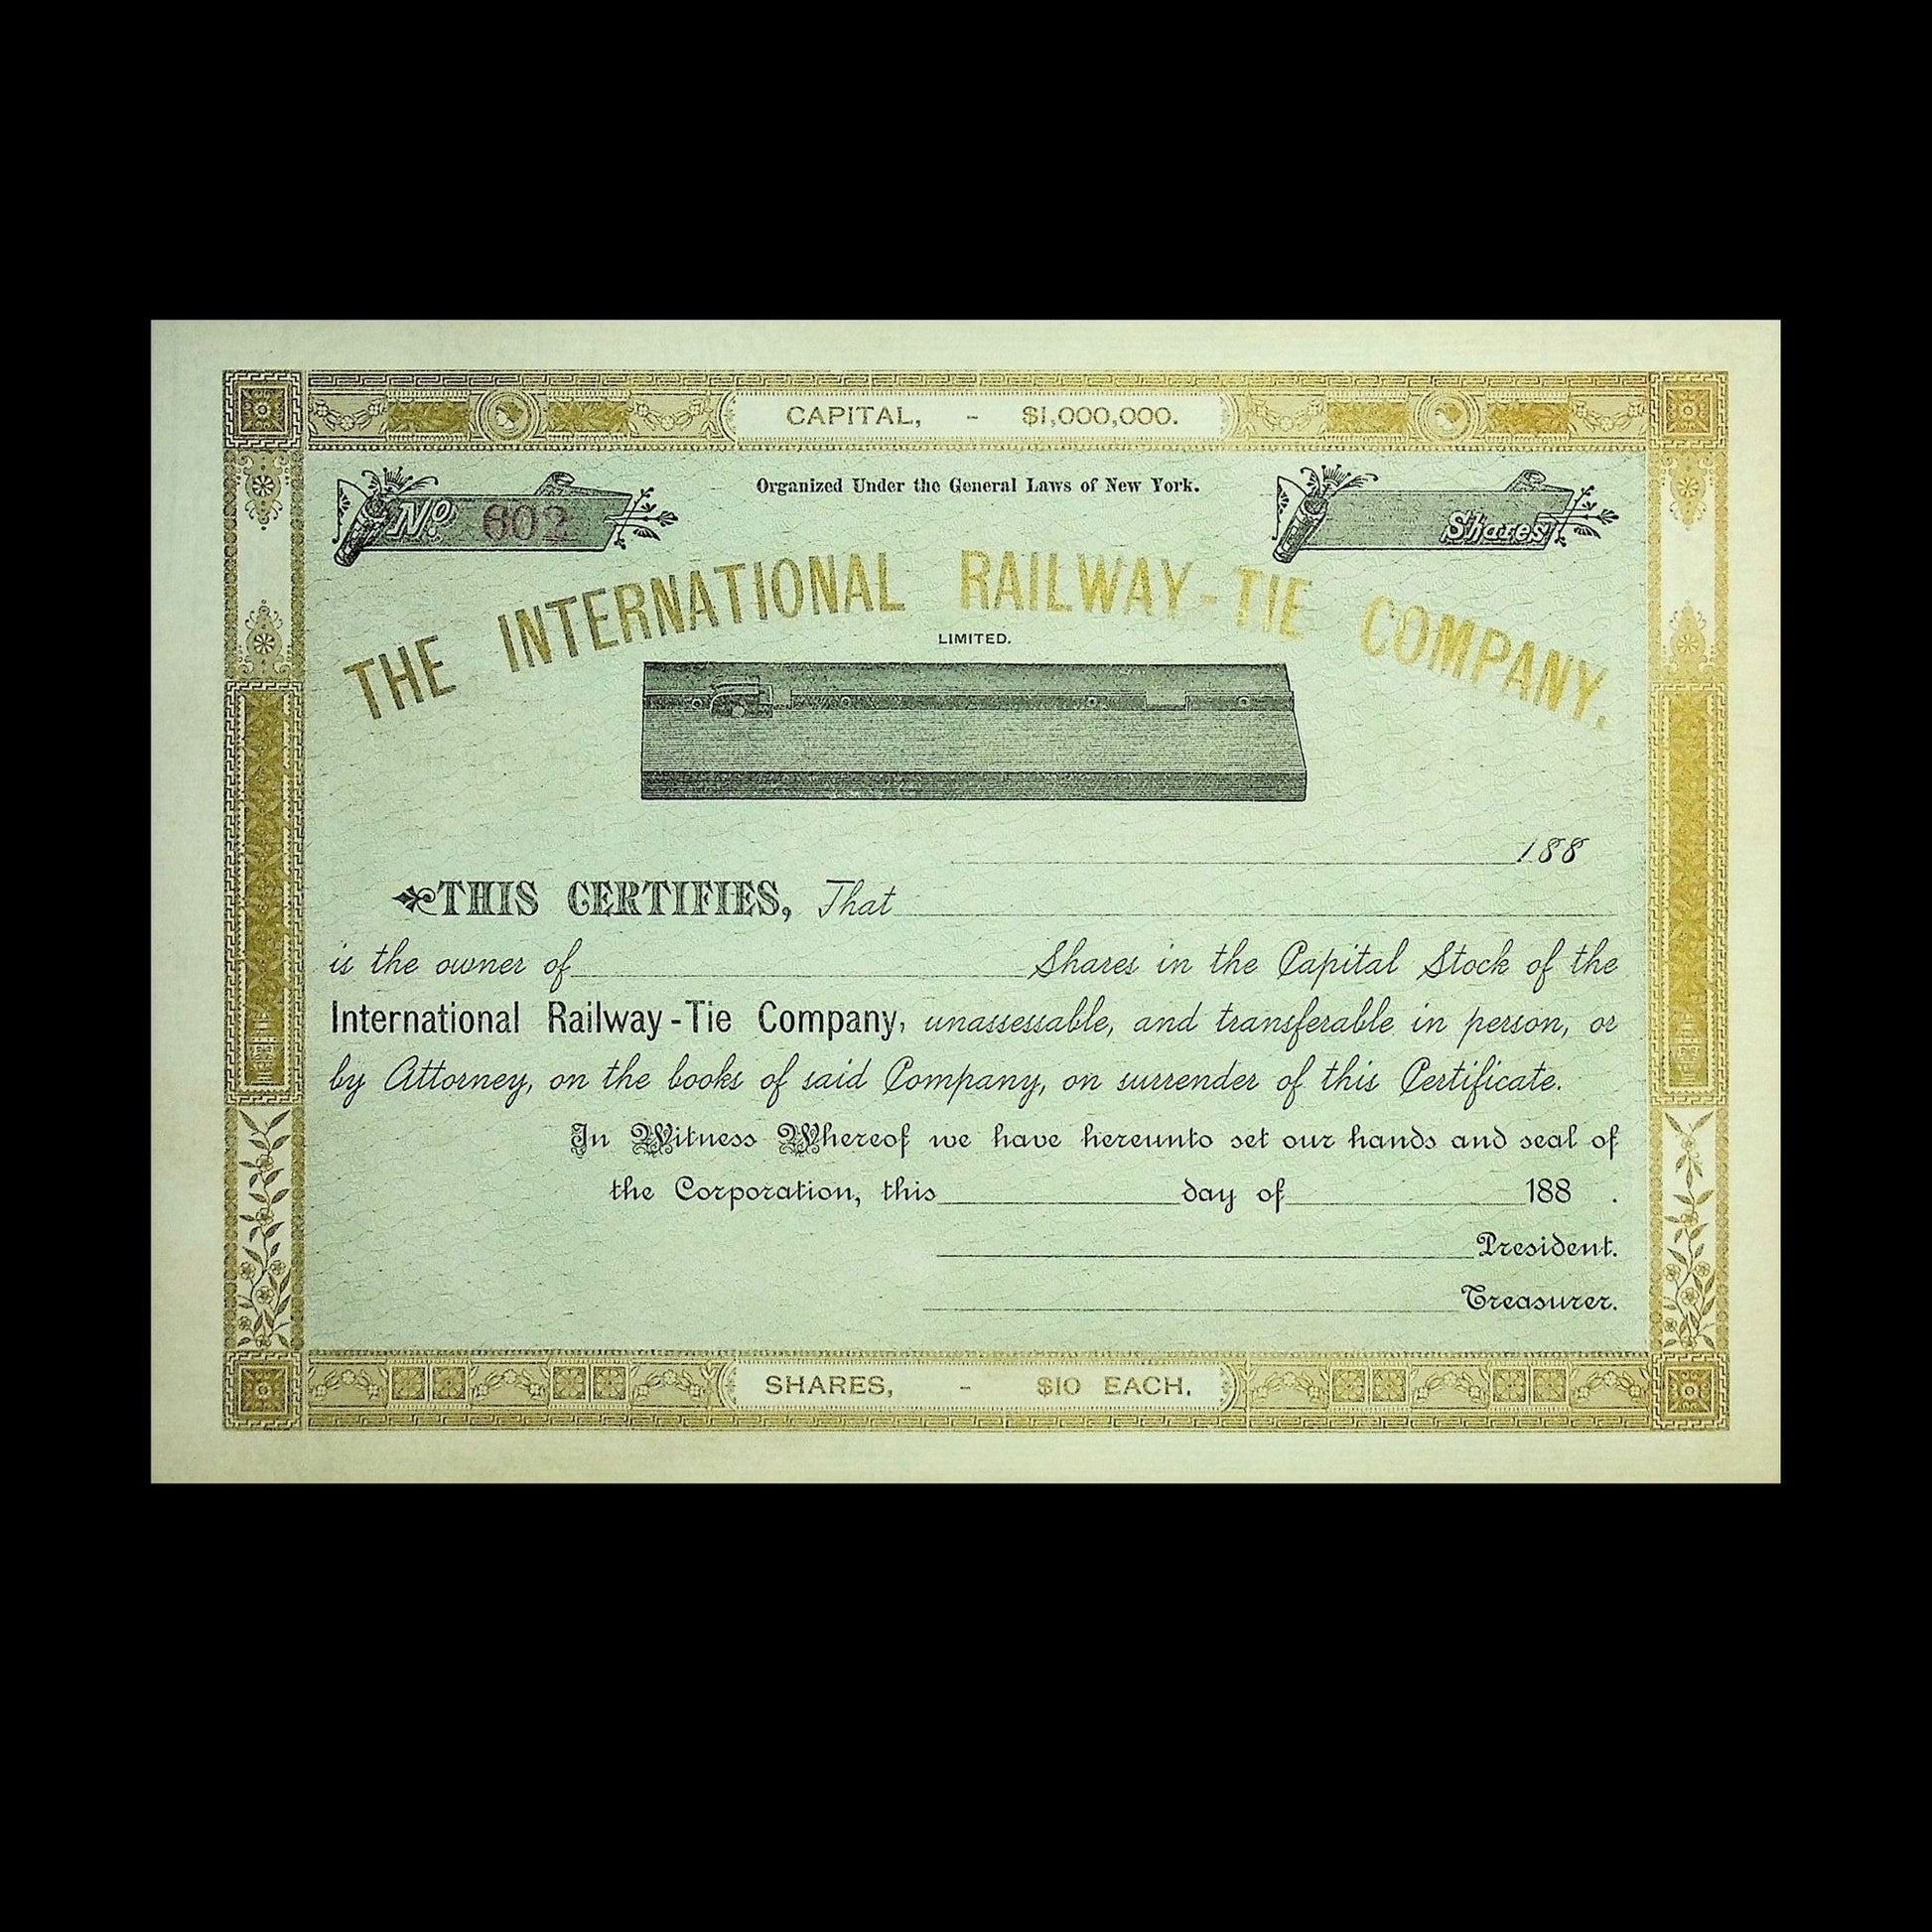 CAPITAL, - $1,000,000.
Organized Under the General Laws of New York.
No. 602
Shares
THE INTERNATIONAL RAILWAY-TIE COMPANY.
LIMITED.
188
THIS CERTIFIES, That
is the owner of Shares in the Capital Stock of the
International Railway-Tie Company, unassessable, and transferable in person, or
by Attorney, on the books of said Company, on surrender of this Certificate.
In Witness Whereof we have hereunto set our hands and seal of
the Corporation, this day of 188 .
President.
Treasurer.
SHARES, - $10 EACH.